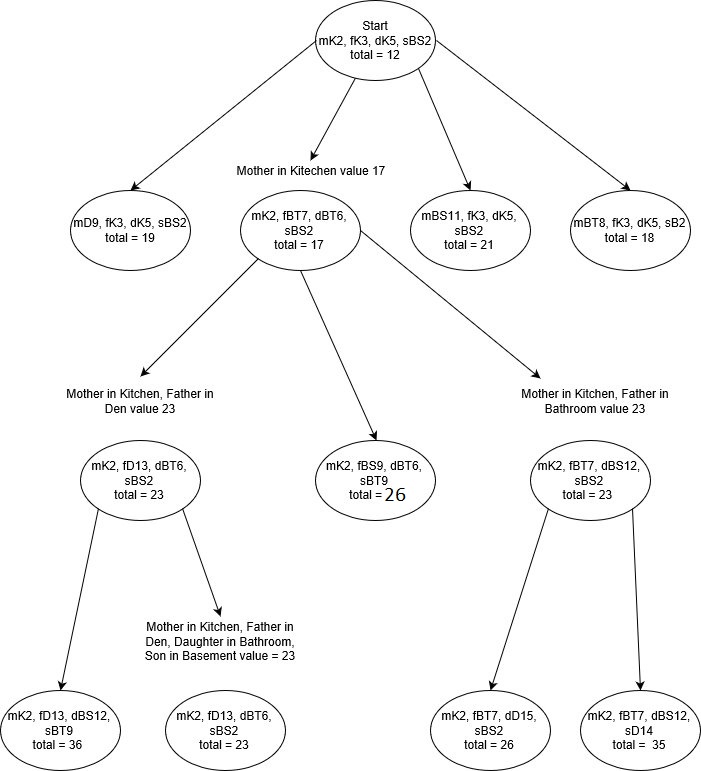 Start
mK2, fK3, dK5, sBS2
total = 12
Mother in Kitechen value 17
mD9, fK3, dK5, sBS2
total = 19
mK2, fBT7, dBT6,
sBS2
total = 17
mBS11, fK3, dK5,
sBS2
total = 21
mBT8, fK3, dK5, sB2
total = 18
Mother in Kitchen, Father in
Den value 23
Mother in Kitchen, Father in
Bathroom value 23
mK2, fD13, dBT6,
sBS2
total = 23
mK2, fBS9, dBT6,
sBT9
total = 26
mK2, fBT7, dBS12,
sBS2
total = 23
Mother in Kitchen, Father in
Den, Daughter in Bathroom,
Son in Basement value = 23
mK2, fD13, dBS12,
sBT9
total = 36
mK2, fD13, dBT6,
sBS2
total = 23
mK2, fBT7, dD15,
sBS2
total = 26
mK2, fBT7, dBS12,
sD14
total =  35